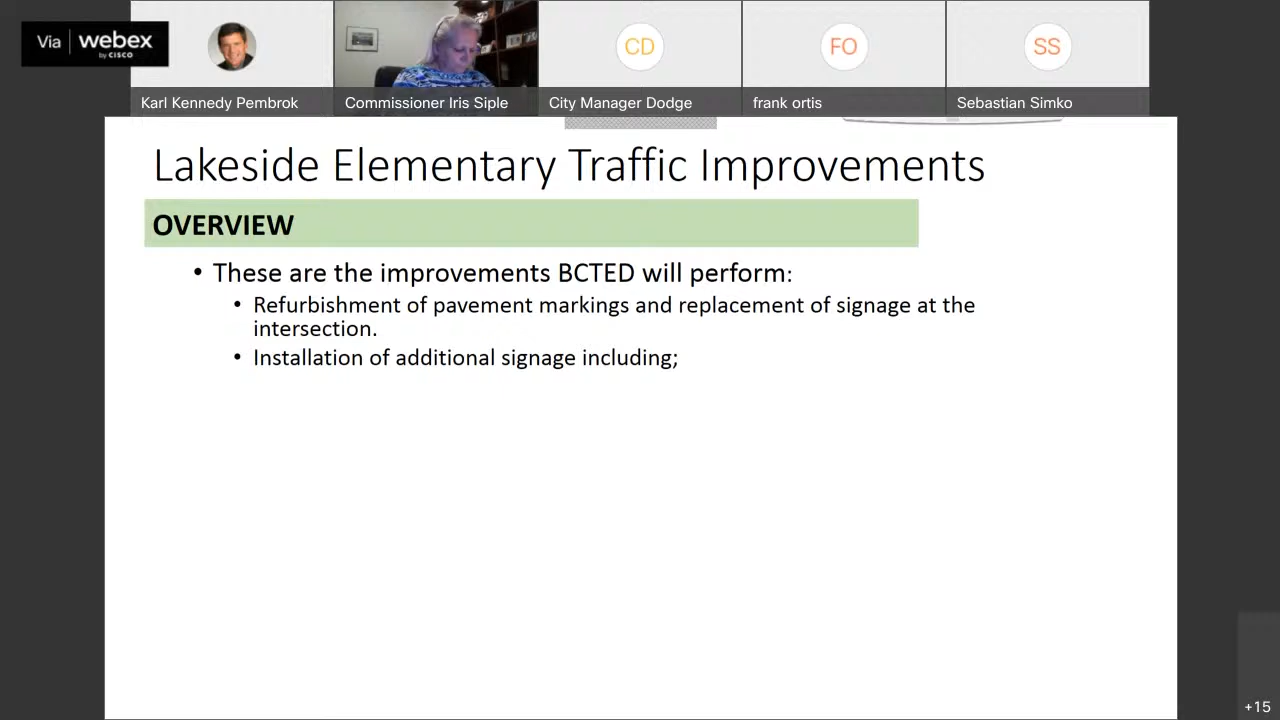 Via | webex
by CISCO
Karl Kennedy Pembrok
Commissioner Iris Siple
City Manager Dodge
CD
frank ortis
FO
Sebastian Simko
SS
Lakeside Elementary Traffic Improvements
OVERVIEW
• These are the improvements BCTED will perform:
• Refurbishment of pavement markings and replacement of signage at the
intersection.
• Installation of additional signage including;
+15